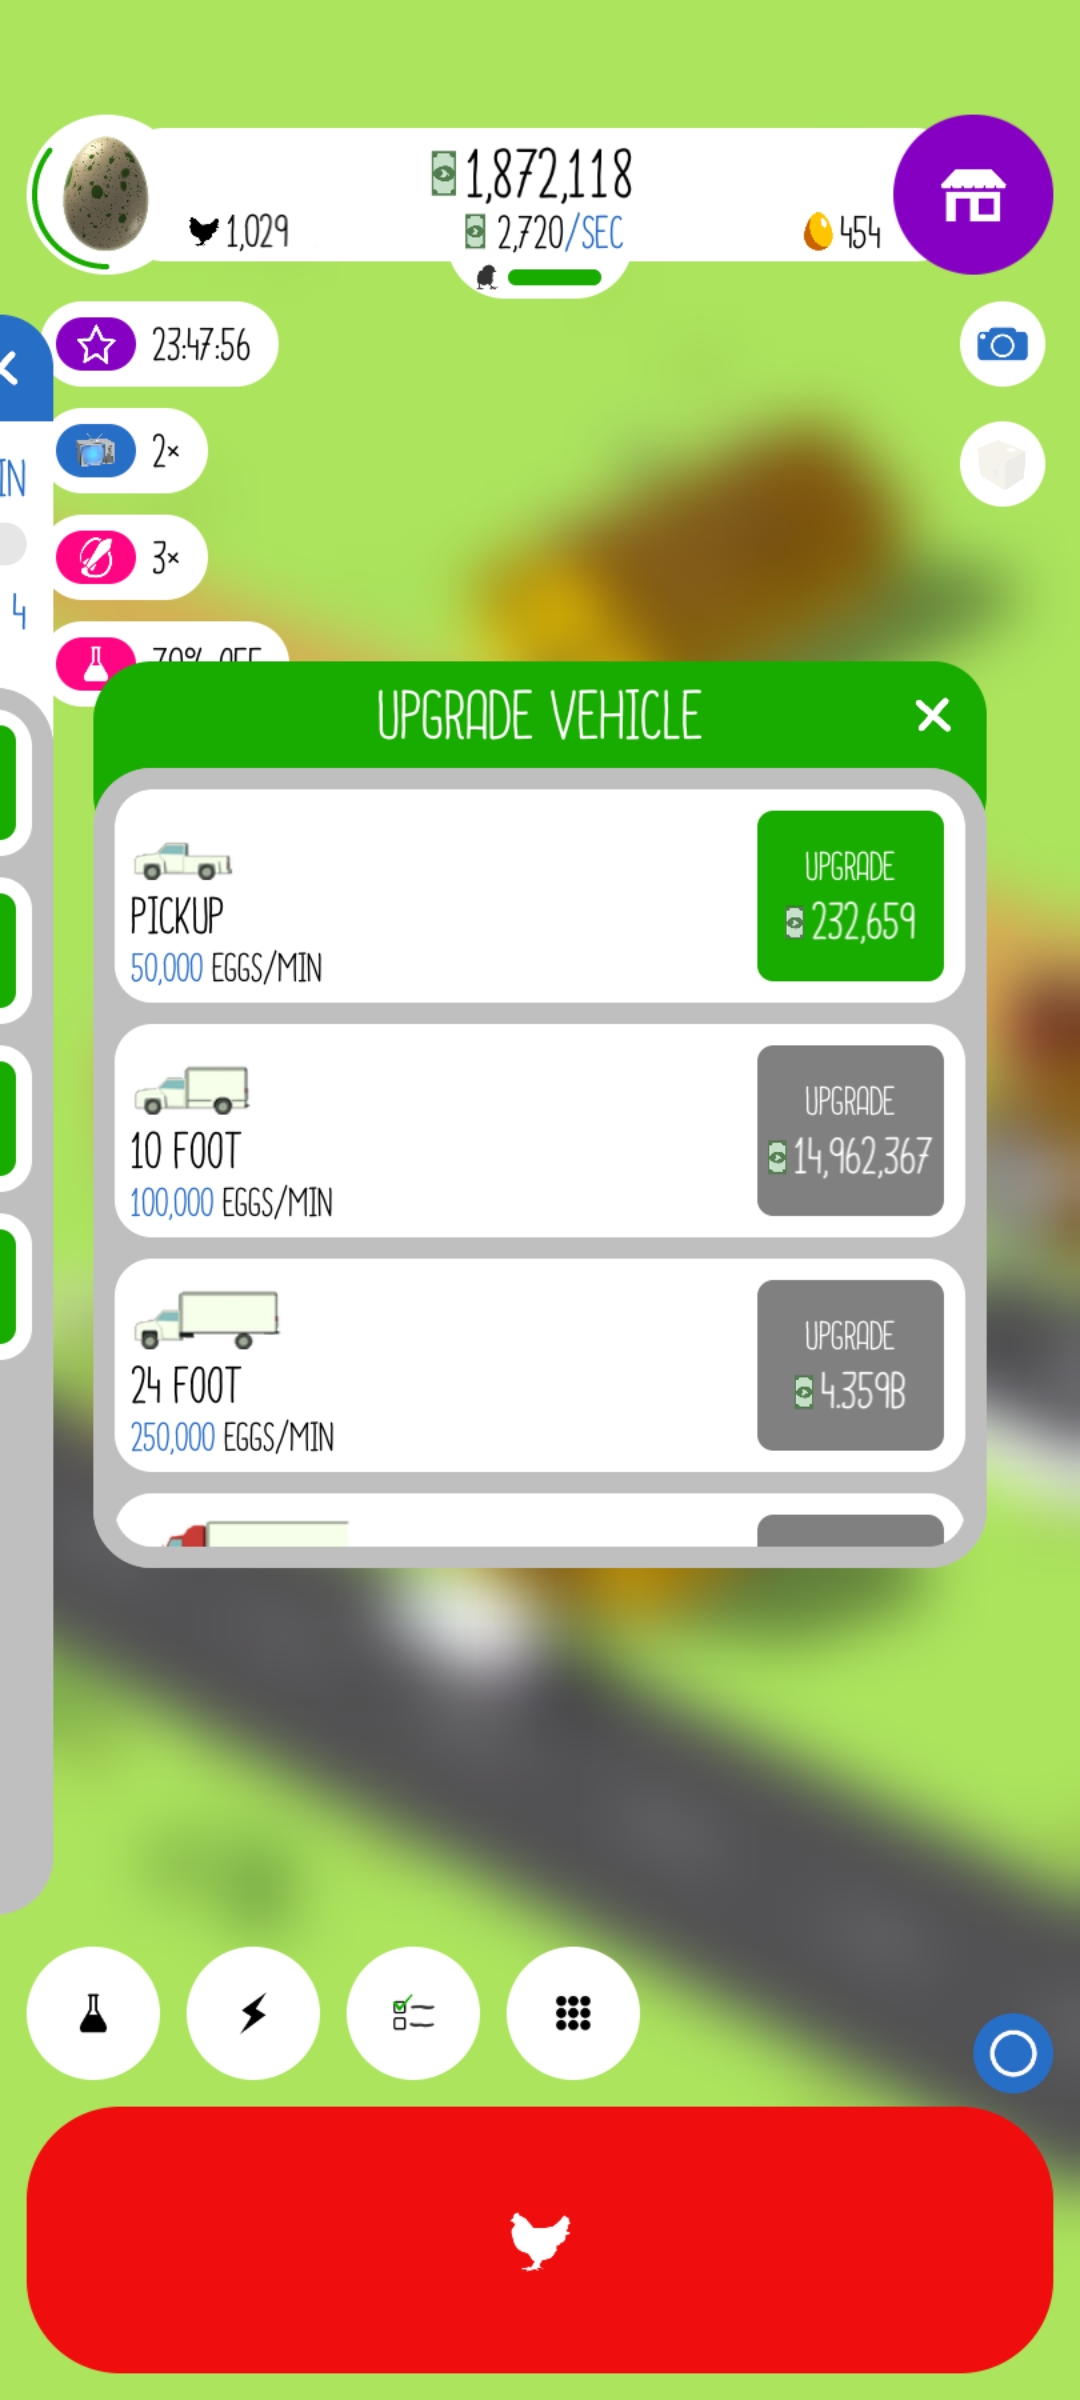 1,872,118
1,029
2,720/SEC
454
23:47:56
2×
IN
3×
4
70% OFF
UPGRADE VEHICLE
PICKUP
50,000 EGGS/MIN
UPGRADE
232,659
10 FOOT
100,000 EGGS/MIN
UPGRADE
14,962,367
24 FOOT
250,000 EGGS/MIN
UPGRADE
4.359B